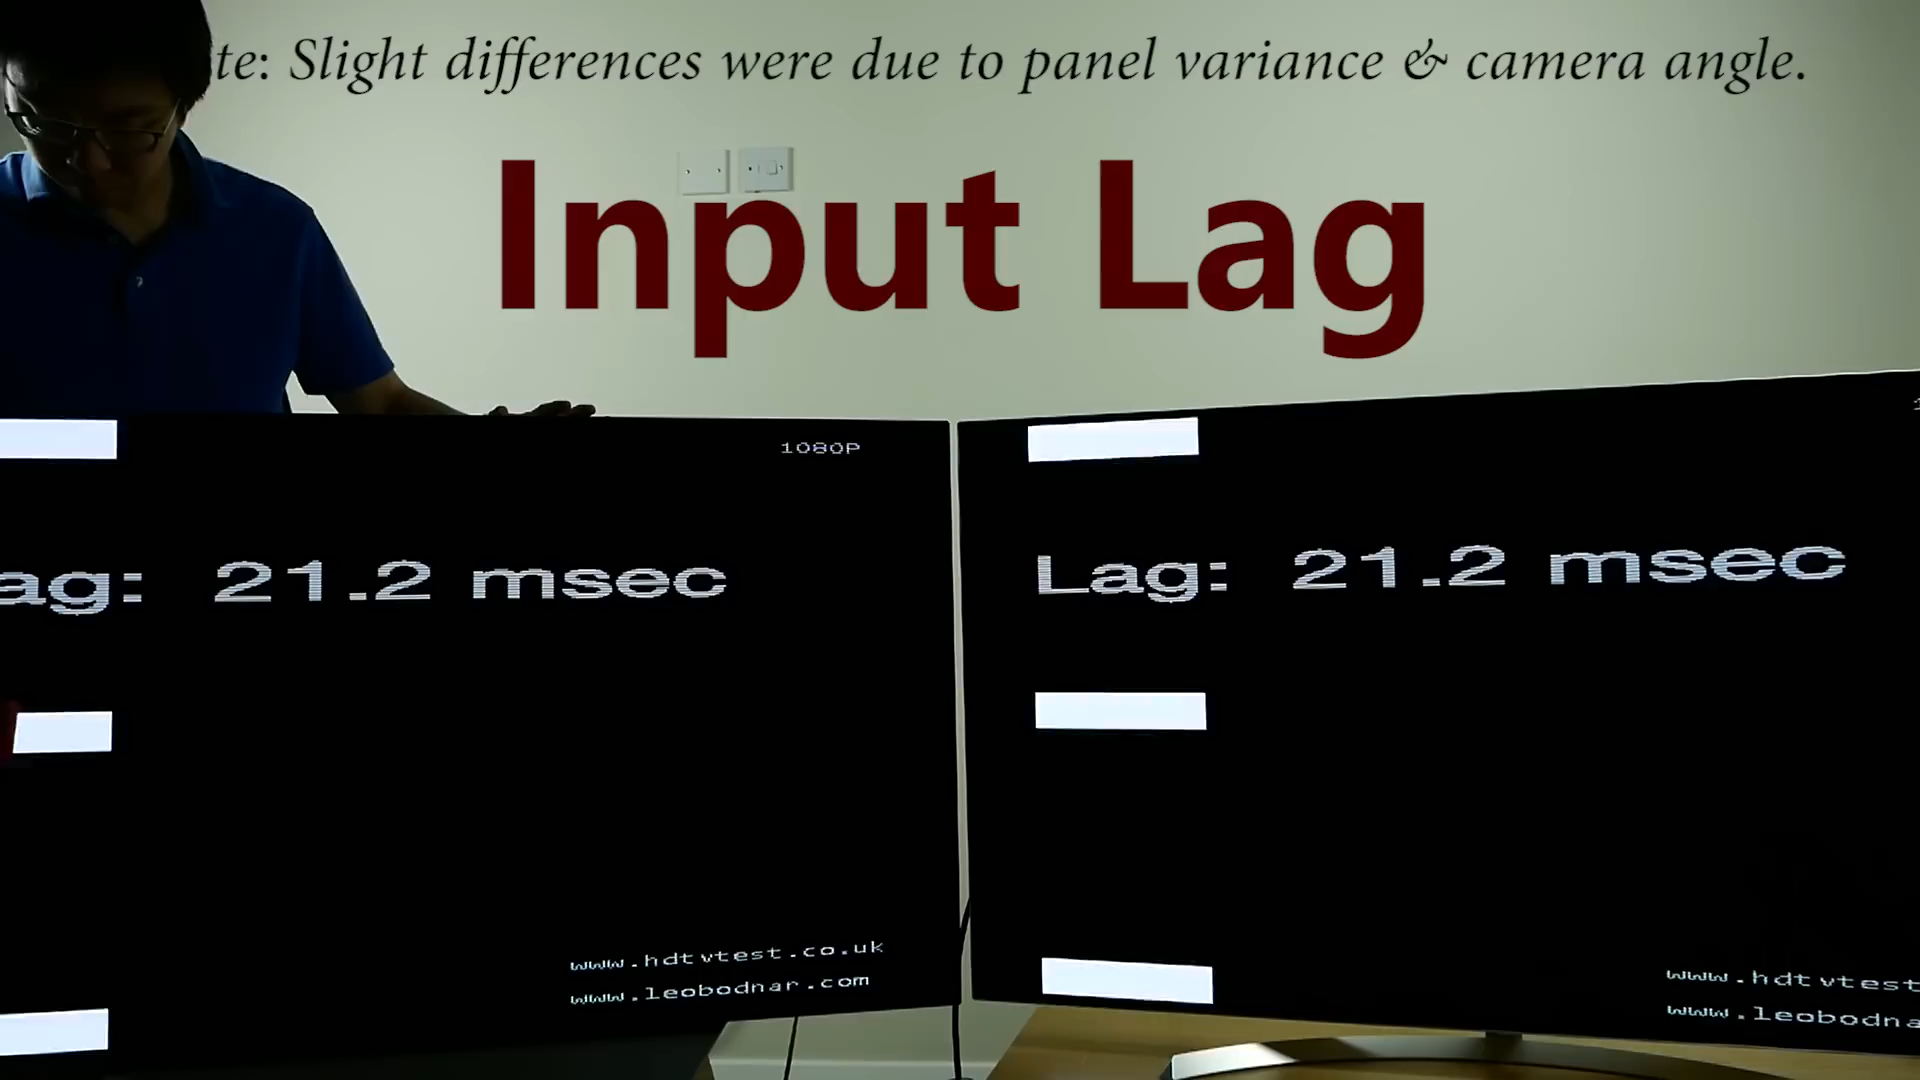 te: Slight differences were due to panel variance & camera angle.
Input Lag
1080P
ag: 21.2 msec
Lag: 21.2 msec
www.hdtvtest.co.uk
www.leobodnar.com
www.hdtvtest
www.leobodna